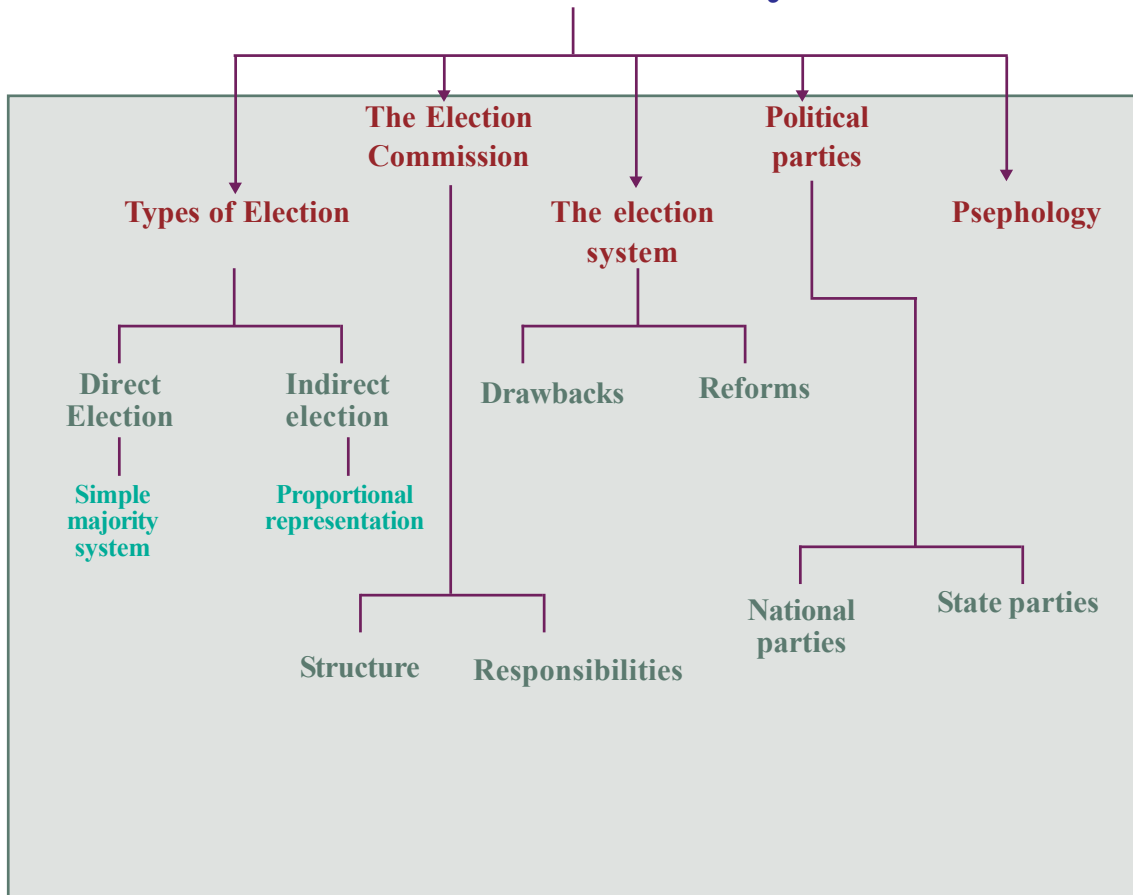 The Election
Commission
Political
parties
Types of Election
The election
system
Psephology
Direct
Election
Indirect
election
Drawbacks
Reforms
Simple
majority
system
Proportional
representation
National
parties
State parties
Structure
Responsibilities